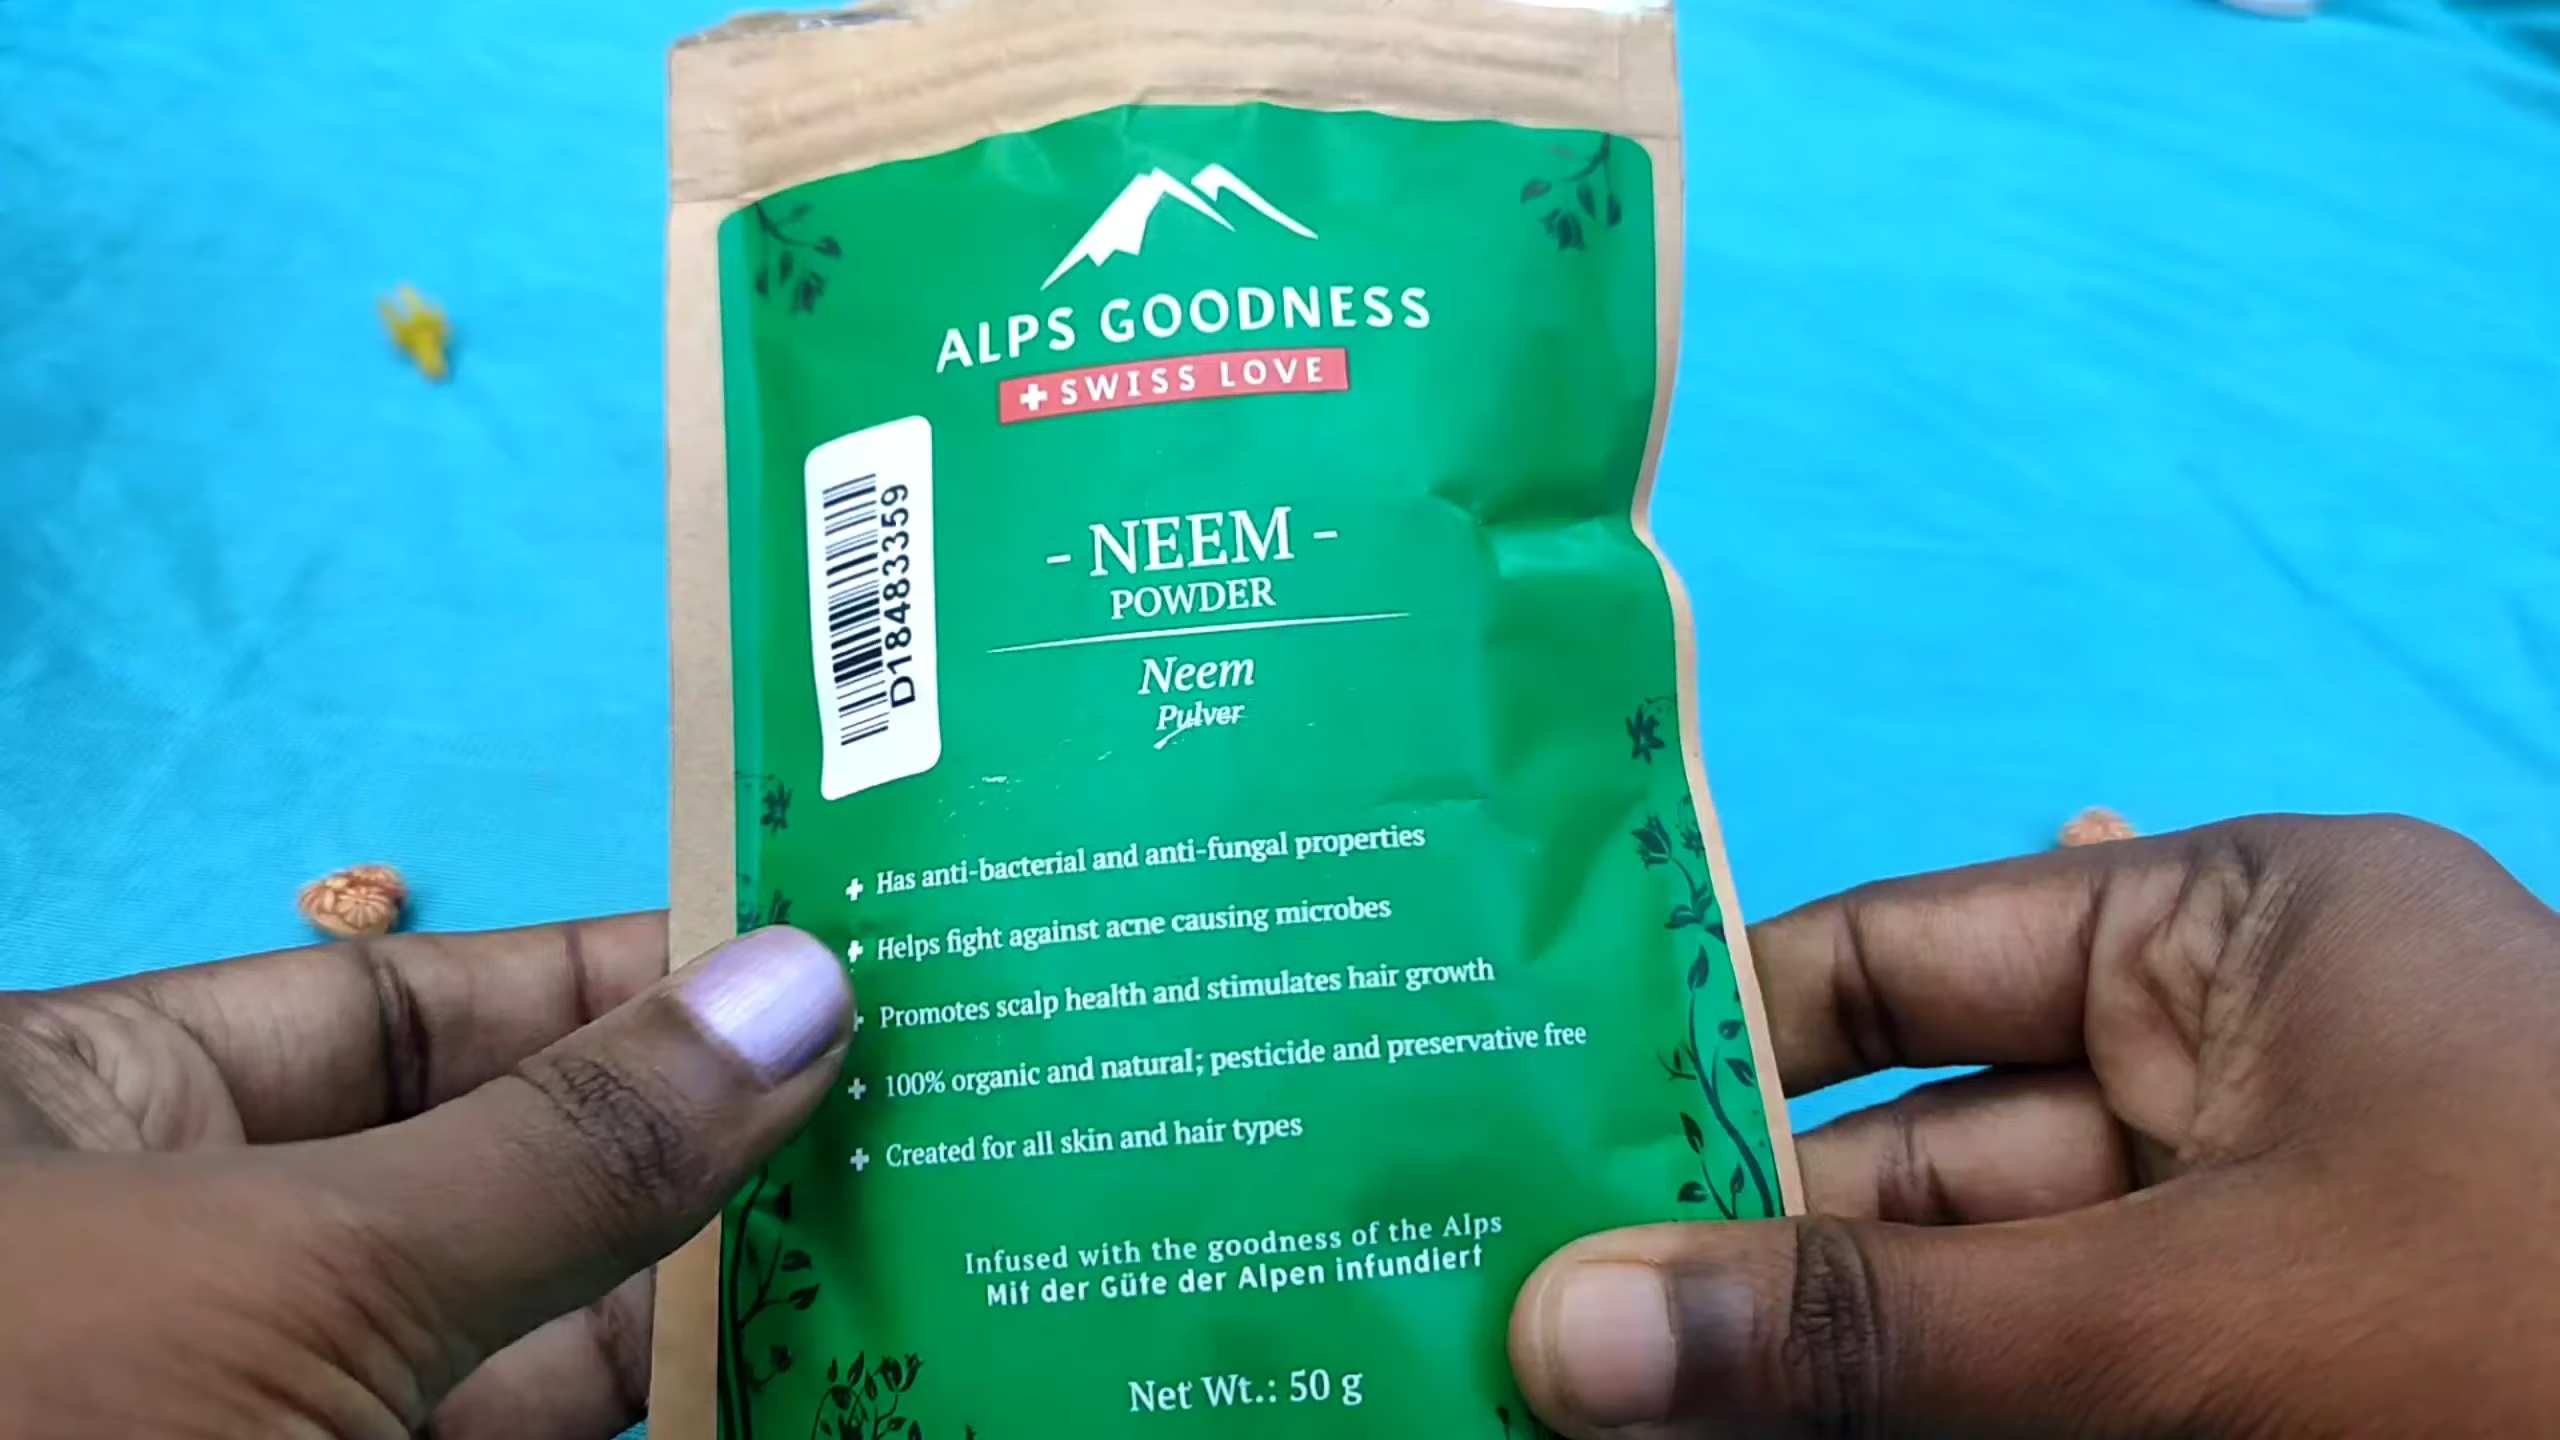 ALPS GOODNESS
SWISS LOVE
D18483359
- NEEM -
POWDER
Neem
Pulver
Has anti-bacterial and anti-fungal properties
Helps fight against acne causing microbes
Promotes scalp health and stimulates hair growth
100% organic and natural; pesticide and preservative free
Created for all skin and hair types
Infused with the goodness of the Alps
Mit der Güte der Alpen infundiert
Net Wt.: 50 g